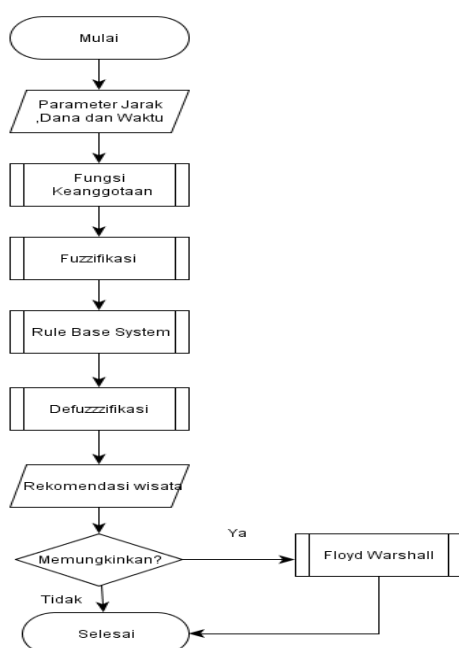 Mulai
Parameter Jarak
,Dana dan Waktu
Fungsi
Keanggotaan
Fuzzifikasi
Rule Base System
Defuzzzifikasi
Rekomendasi wisata
Memungkinkan?
Ya
Floyd Warshall
Tidak
Selesai